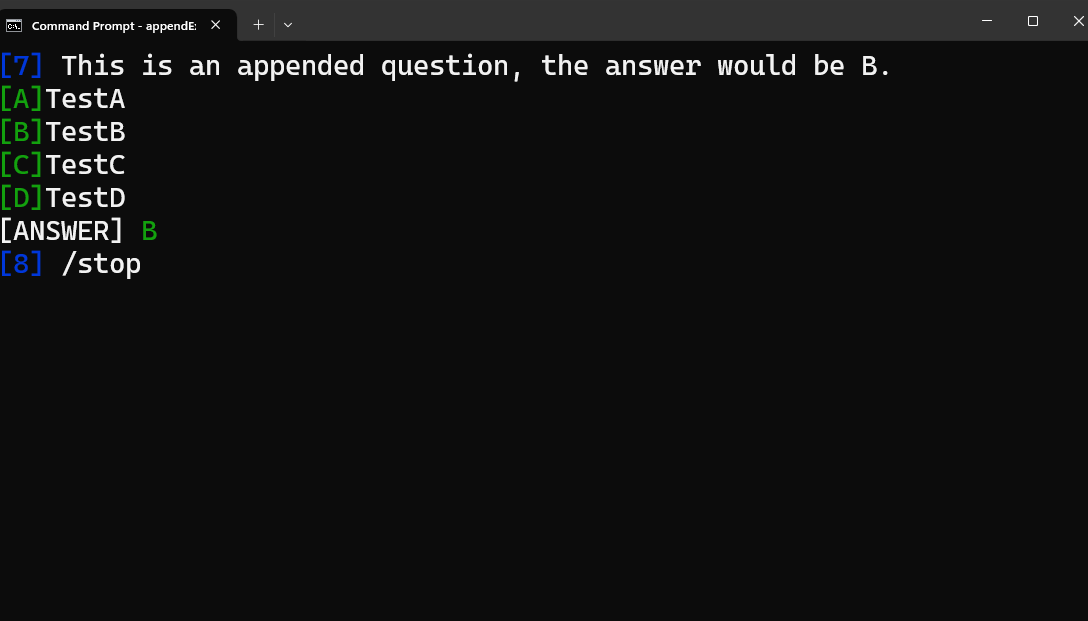 Command Prompt - appendE
[7] This is an appended question, the answer would be B.
[A]TestA
[B]TestB
[C]TestC
[D]TestD
[ANSWER] B
[8] /stop